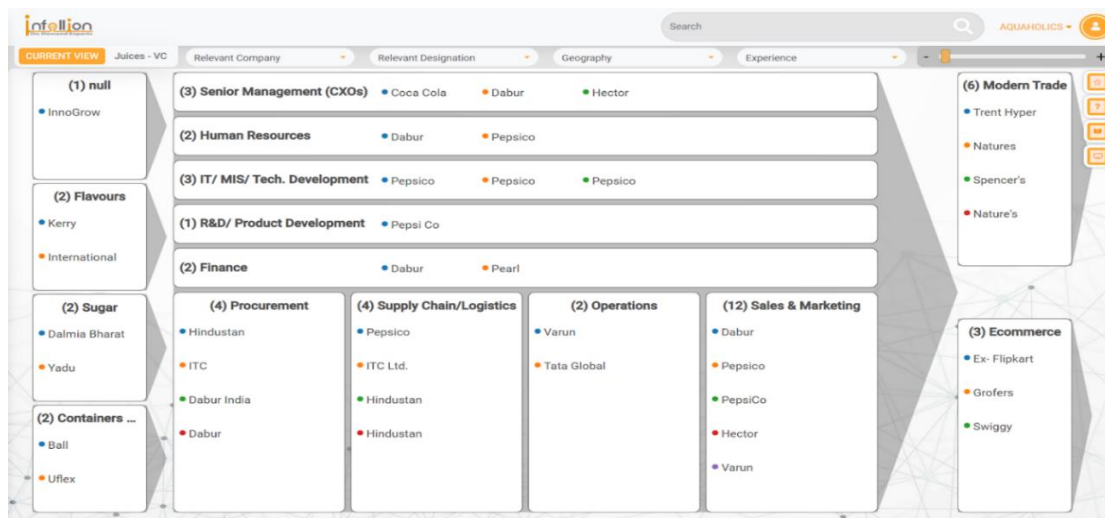 infollion
Search
AQUAHOLICS
CURRENT VIEW
Juices - VC
Relevant Company
Relevant Designation
Geography
Experience
-
+
(1) null
InnoGrow
(2) Flavours
Kerry
International
(2) Sugar
Dalmia Bharat
Yadu
(2) Containers ...
Ball
Uflex
(3) Senior Management (CXOs) Coca Cola Dabur Hector
(2) Human Resources Dabur Pepsico
(3) IT/ MIS/ Tech. Development Pepsico Pepsico Pepsico
(1) R&D/ Product Development Pepsi Co
(2) Finance Dabur Pearl
(4) Procurement
Hindustan
ITC
Dabur India
Dabur
(4) Supply Chain/Logistics
Pepsico
ITC Ltd.
Hindustan
Hindustan
(2) Operations
Varun
Tata Global
(12) Sales & Marketing
Dabur
Pepsico
PepsiCo
Hector
Varun
(6) Modern Trade
Trent Hyper
Natures
Spencer's
Nature's
(3) Ecommerce
Ex- Flipkart
Grofers
Swiggy
?